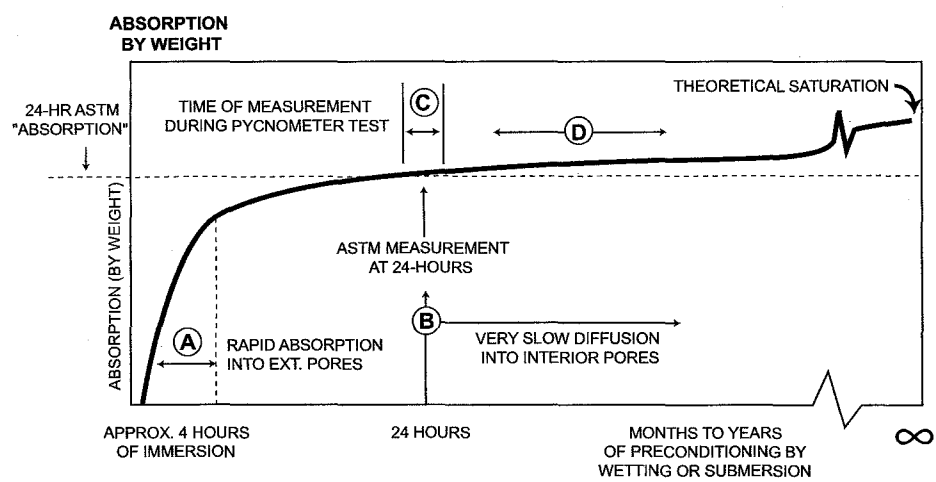 ABSORPTION
BY WEIGHT
24-HR ASTM
"ABSORPTION"
TIME OF MEASUREMENT
DURING PYCNOMETER TEST
C
D
THEORETICAL SATURATION
ABSORPTION (BY WEIGHT)
ASTM MEASUREMENT
AT 24-HOURS
A
RAPID ABSORPTION
INTO EXT. PORES
B
VERY SLOW DIFFUSION
INTO INTERIOR PORES
APPROX. 4 HOURS
OF IMMERSION
24 HOURS
MONTHS TO YEARS
OF PRECONDITIONING BY
WETTING OR SUBMERSION
∞